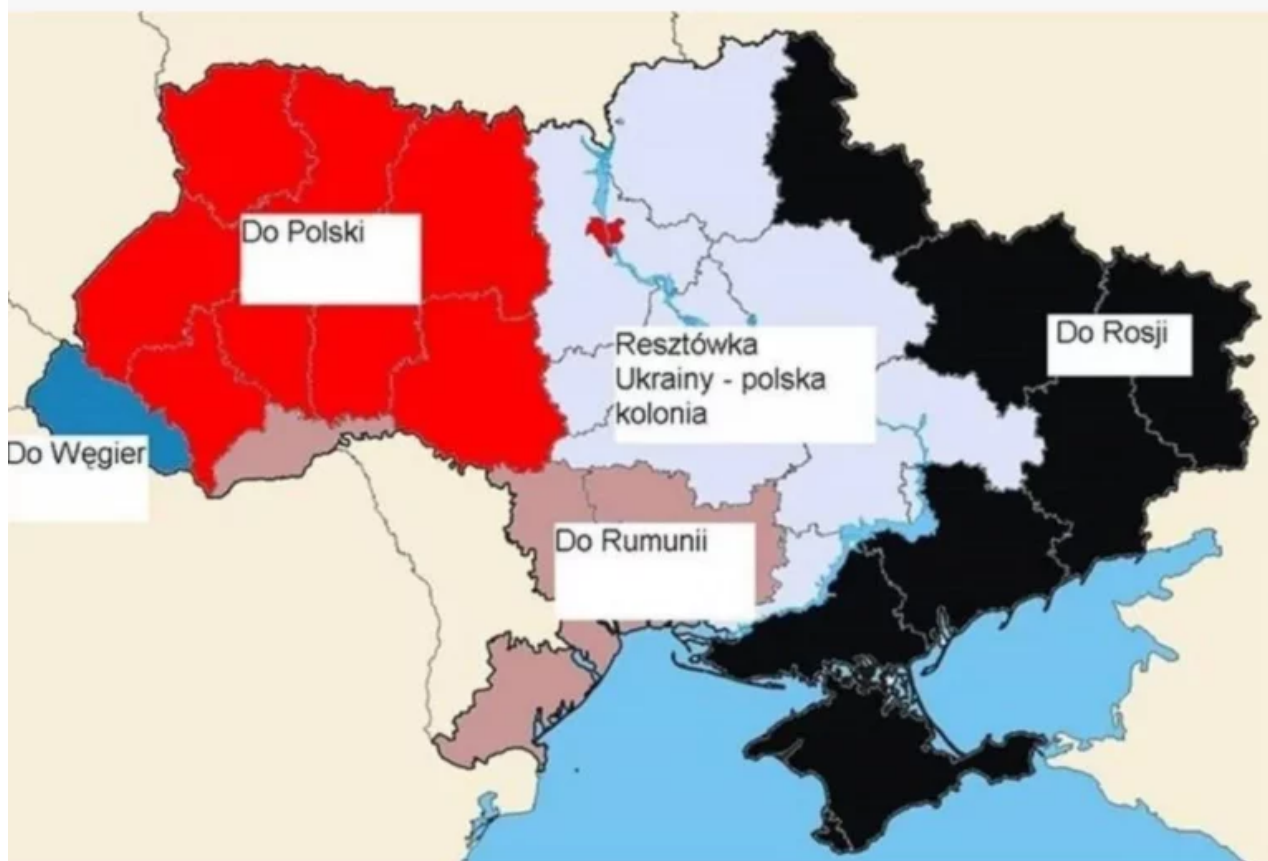 Do Polski
Do Rosji
Resztówka
Ukrainy - polska
kolonia
Do Węgier
Do Rumunii